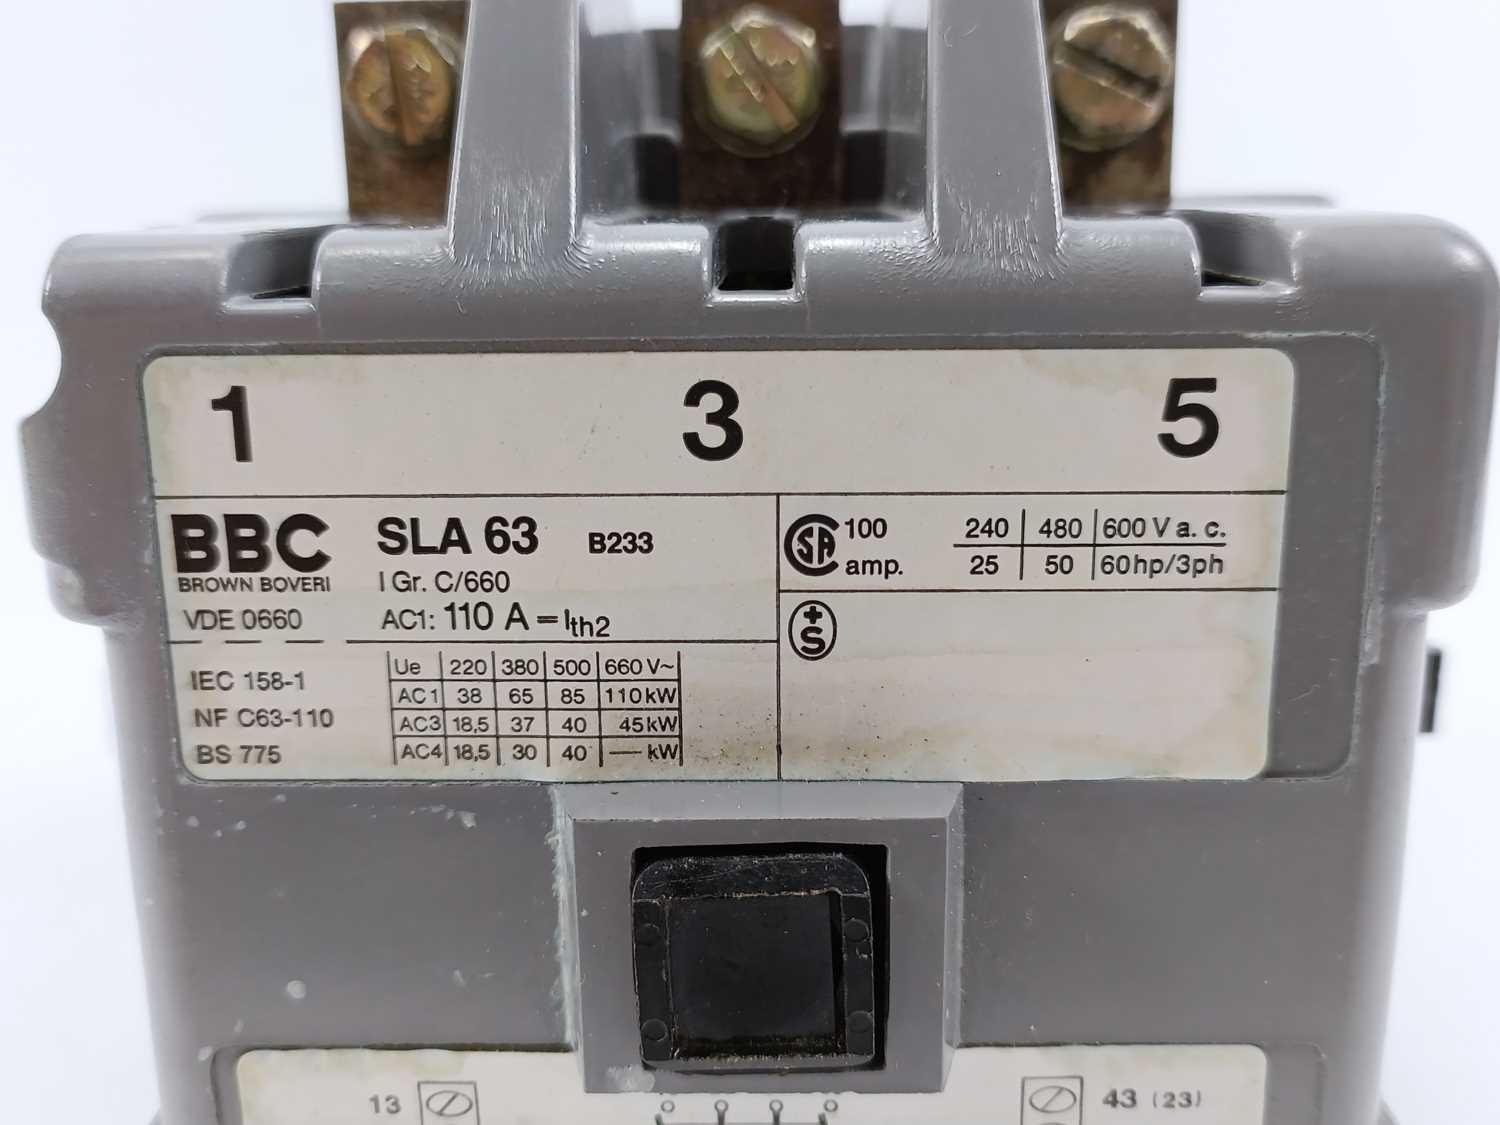 1 3 5
BBC
BROWN BOVERI
VDE 0660
SLA 63 B233
I Gr. C/660
AC1: 110 A = Ith2
IEC 158-1
NF C63-110
BS 775
Ue 220 380 500 660 V~
AC1 38 65 85 110 kW
AC3 18,5 37 40 45 kW
AC4 18,5 30 40 — kW
CSA 100 amp.
240 480 600 V a. c.
25 50 60hp/3ph
+S
13 43 (23)